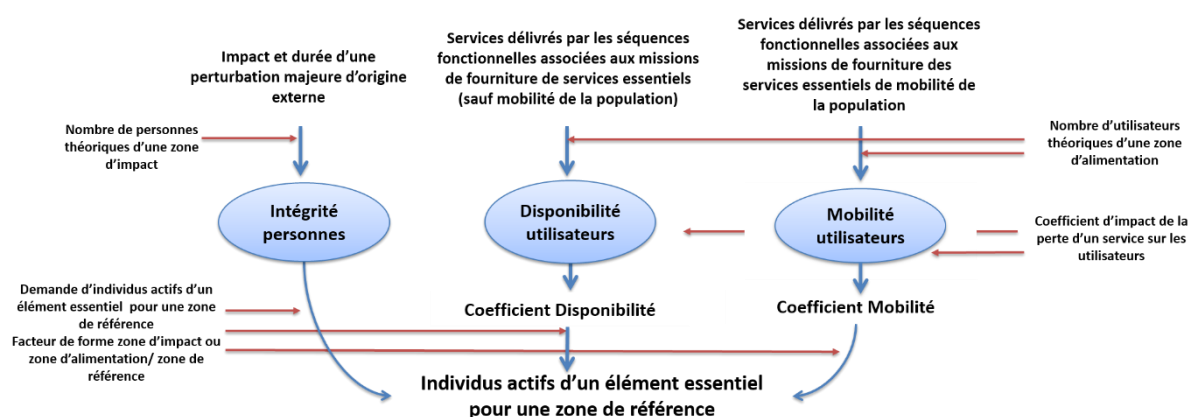 Impact et durée d’une
perturbation majeure d’origine
externe
Services délivrés par les séquences
fonctionnelles associées aux missions
de fourniture de services essentiels
(sauf mobilité de la population)
Services délivrés par les séquences
fonctionnelles associées aux
missions de fourniture des
services essentiels de mobilité de
la population
Nombre de personnes
théoriques d’une zone
d’impact
Nombre d’utilisateurs
théoriques d’une zone
d’alimentation
Intégrité
personnes
Disponibilité
utilisateurs
Mobilité
utilisateurs
Coefficient d’impact de la
perte d’un service sur les
utilisateurs
Demande d’individus actifs d’un
élément essentiel pour une zone
de référence
Facteur de forme zone d’impact ou
zone d’alimentation/ zone de
référence
Coefficient Disponibilité
Coefficient Mobilité
Individus actifs d’un élément essentiel
pour une zone de référence